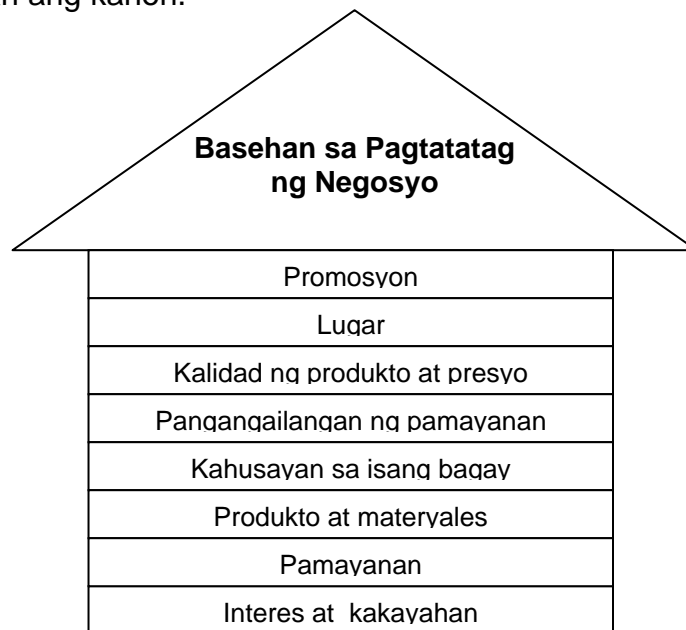 ang kahon.
Basehan sa Pagtatatag
ng Negosyo
Promosyon
Lugar
Kalidad ng produkto at presyo
Pangangailangan ng pamayanan
Kahusayan sa isang bagay
Produkto at materyales
Pamayanan
Interes at kakayahan